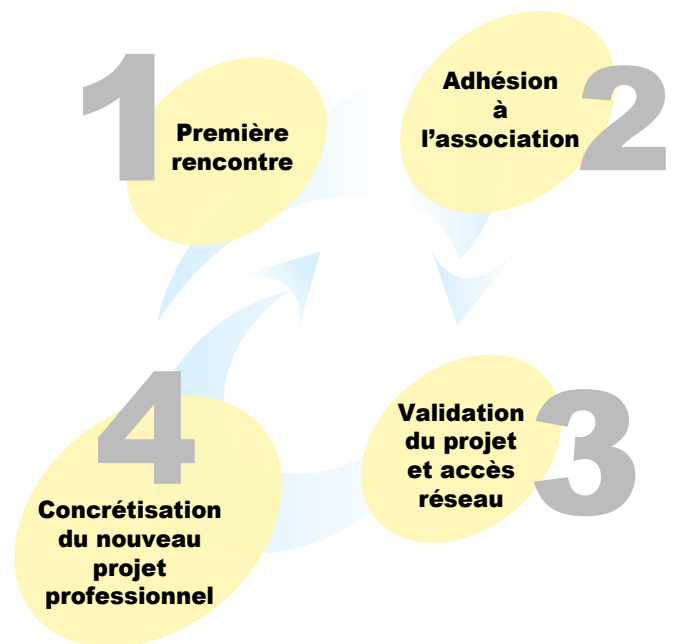 1
Première
rencontre
2
Adhésion
à
l’association
3
Validation
du projet
et accès
réseau
4
Concrétisation
du nouveau
projet
professionnel